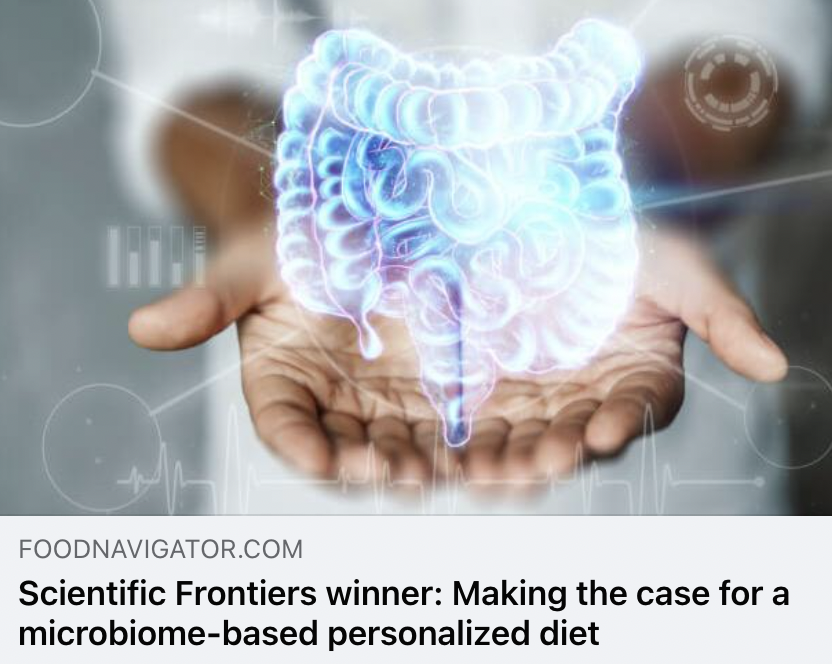 FOODNAVIGATOR.COM
Scientific Frontiers winner: Making the case for a
microbiome-based personalized diet